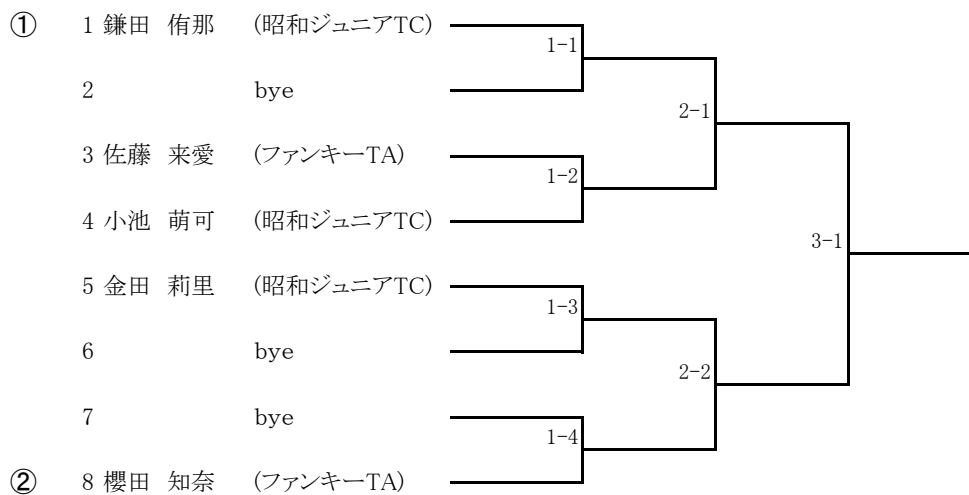 ① 1 鎌田 侑那 (昭和ジュニアTC)
1-1
2 bye
2-1
3 佐藤 来愛 (ファンキーTA)
1-2
4 小池 萌可 (昭和ジュニアTC)
3-1
5 金田 莉里 (昭和ジュニアTC)
1-3
6 bye
2-2
7 bye
1-4
② 8 櫻田 知奈 (ファンキーTA)